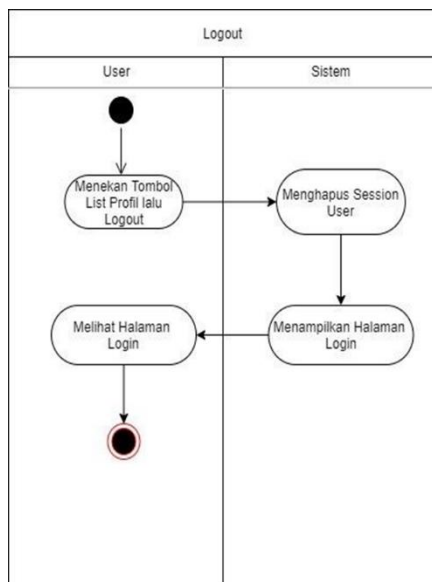 Logout
User
Sistem
Menekan Tombol
List Profil lalu
Logout
Menghapus Session
User
Menampilkan Halaman
Login
Melihat Halaman
Login